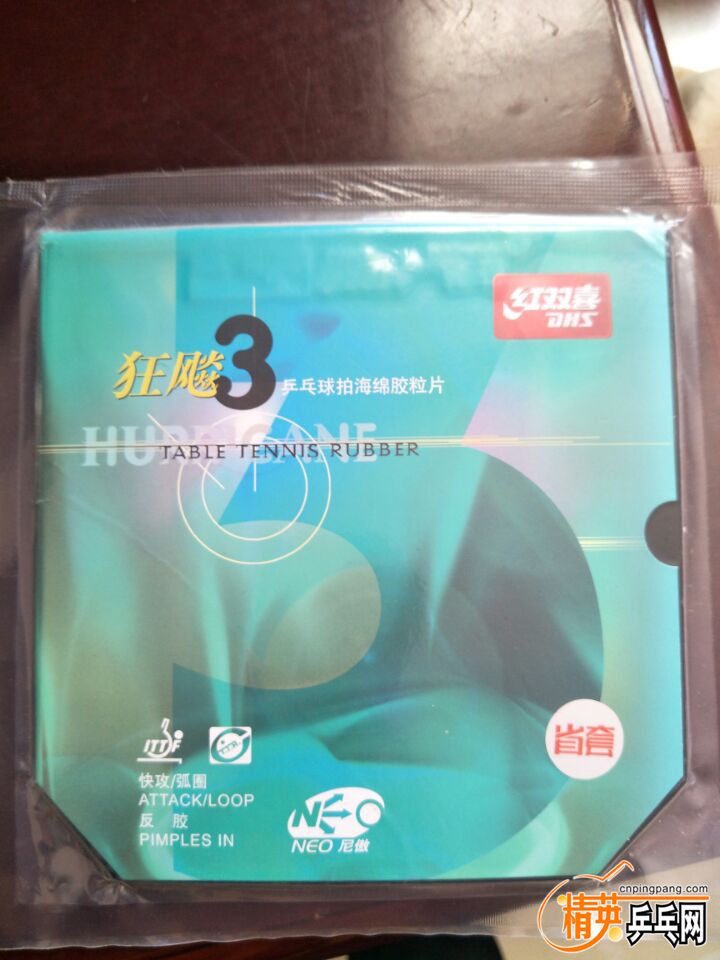 红双喜
DHS
狂飚3
乒乓球拍海绵胶粒片
HURRICANE
TABLE TENNIS RUBBER
省套
ITTF
快攻/弧圈
ATTACK/LOOP
反 胶
PIMPLES IN
NEO
NEO 尼傲
cnpingpang.com
精英乒乓网